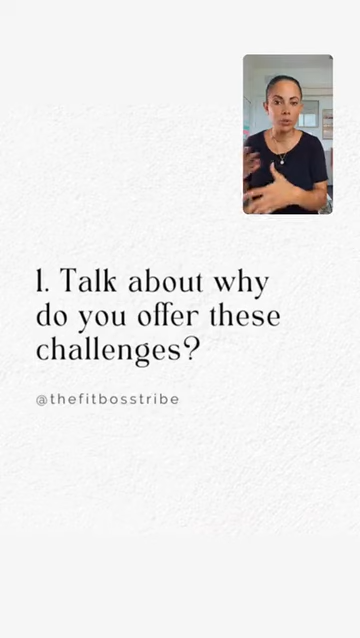 1. Talk about why
do you offer these
challenges?
@thefitbosstribe